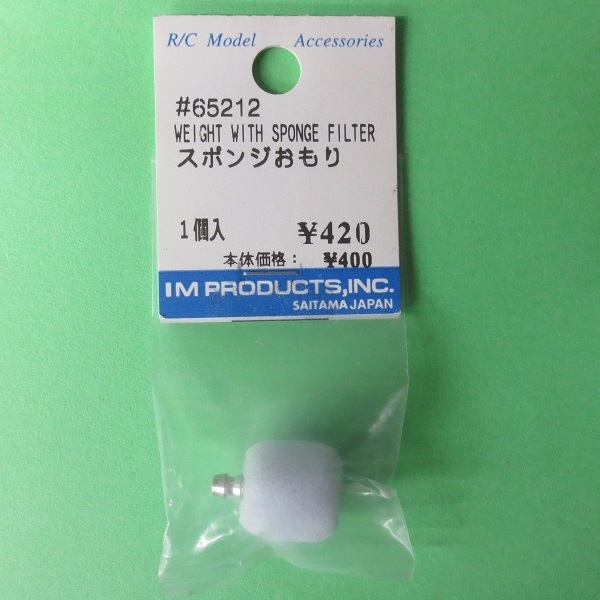 R/C Model Accessories
#65212
WEIGHT WITH SPONGE FILTER
スポンジおもり
1個入 ¥420
本体価格： ¥400
IM PRODUCTS,INC.
SAITAMA JAPAN